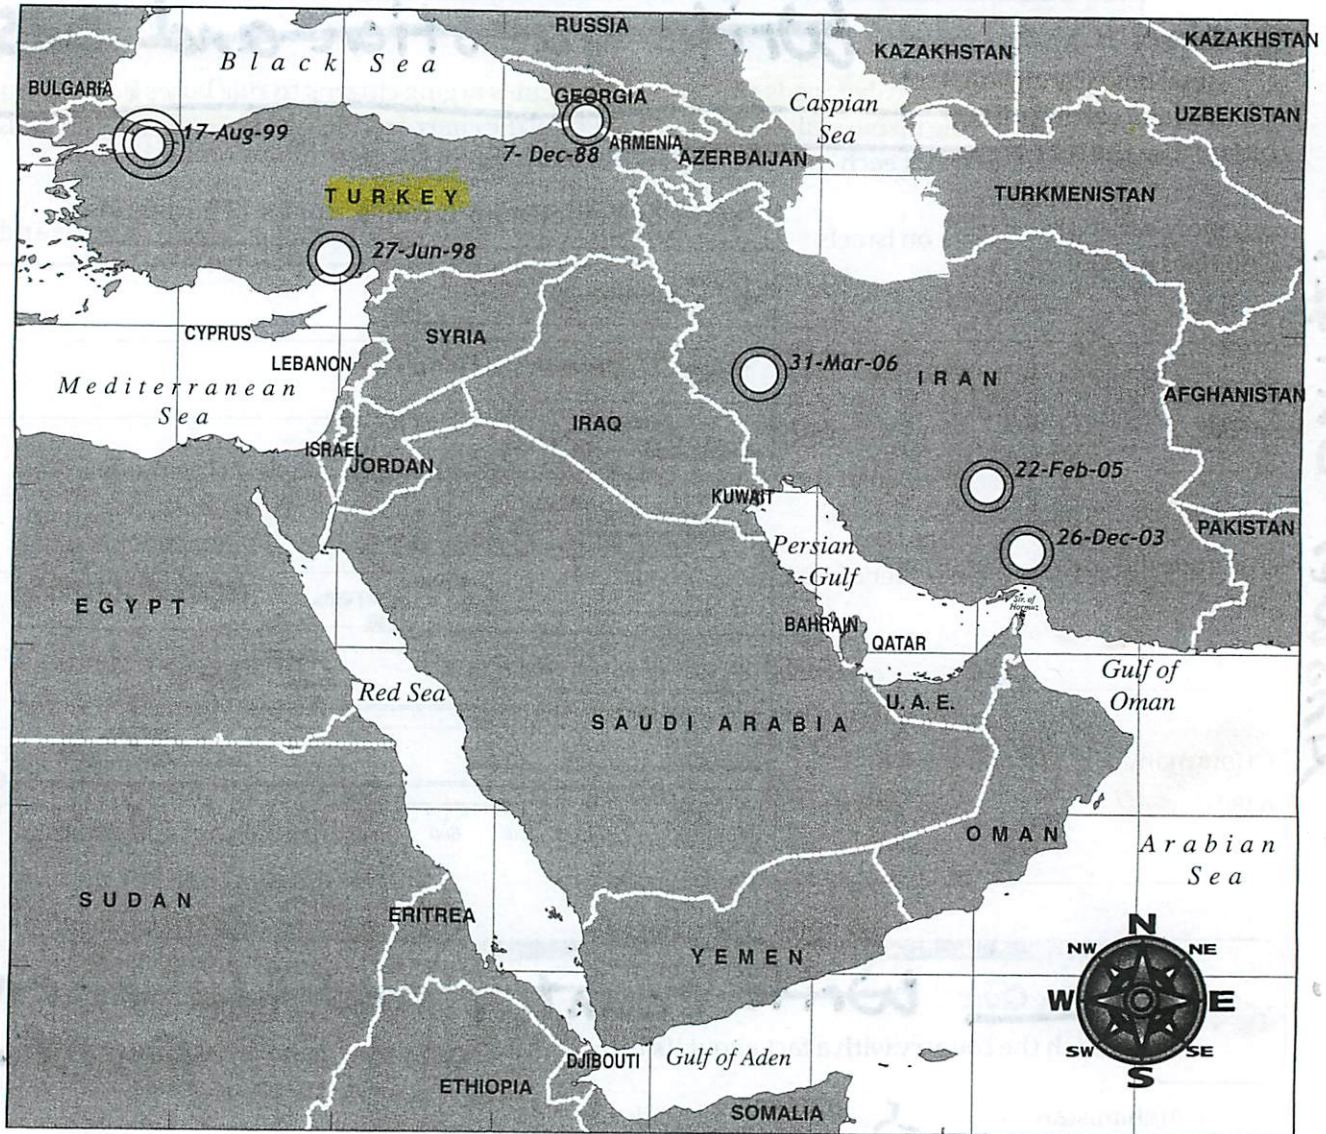 RUSSIA
KAZAKHSTAN
KAZAKHSTAN
Black Sea
BULGARIA
GEORGIA
Caspian
Sea
UZBEKISTAN
17-Aug-99
7- Dec-88
ARMENIA
AZERBAIJAN
TURKEY
TURKMENISTAN
27-Jun-98
CYPRUS
SYRIA
LEBANON
31-Mar-06
IRAN
Mediterranean
Sea
AFGHANISTAN
IRAQ
ISRAEL
JORDAN
22-Feb-05
KUWAIT
PAKISTAN
26-Dec-03
Persian
-Gulf
EGYPT
Str. of
Hormuz
BAHRAIN
QATAR
Gulf of
Oman
Red Sea
U. A. E.
SAUDI ARABIA
OMAN
Arabian
Sea
SUDAN
ERITREA
YEMEN
N
NW NE
W E
SW SE
S
DJIBOUTI
Gulf of Aden
ETHIOPIA
SOMALIA